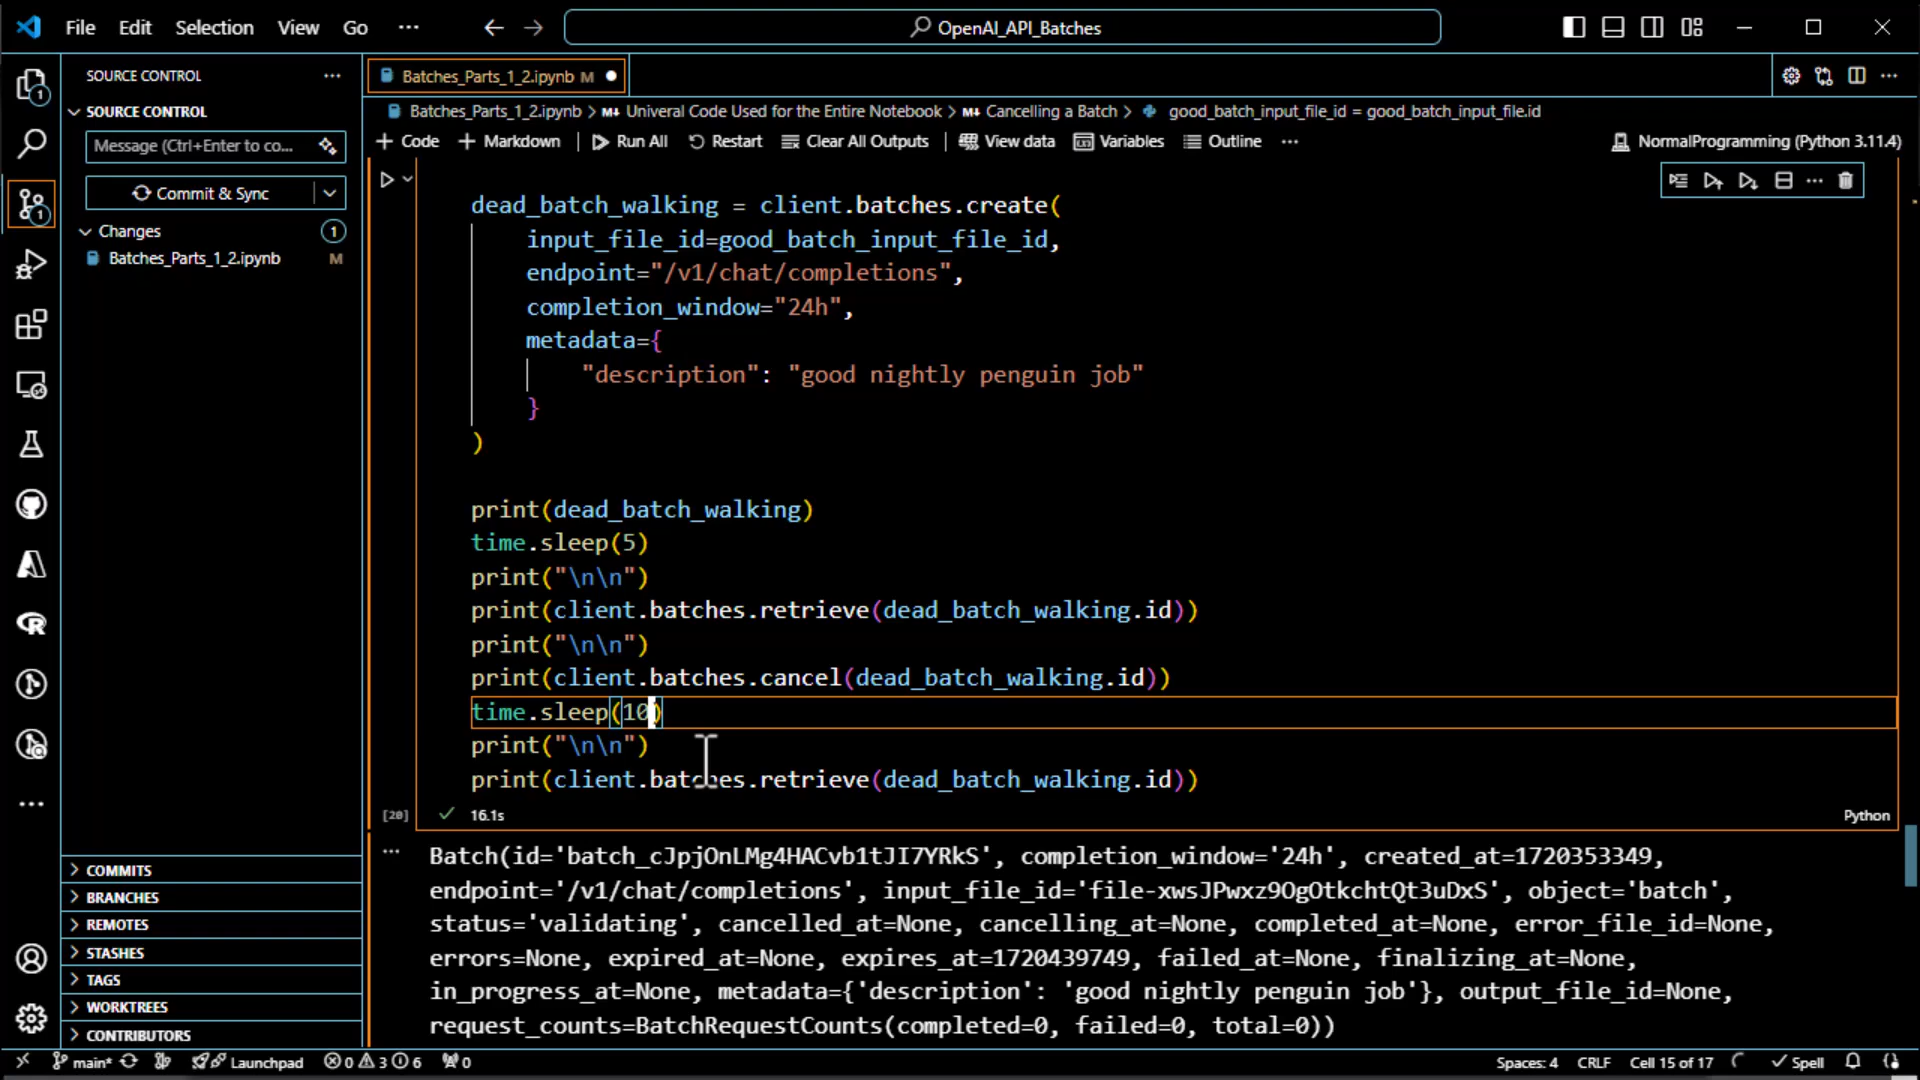 File Edit Selection View Go ··· OpenAI_API_Batches
SOURCE CONTROL ···
SOURCE CONTROL
Message (Ctrl+Enter to co...
Commit & Sync
Changes 1
Batches_Parts_1_2.ipynb M
COMMITS
BRANCHES
REMOTES
STASHES
TAGS
WORKTREES
CONTRIBUTORS
Batches_Parts_1_2.ipynb M
Batches_Parts_1_2.ipynb > M↓ Univeral Code Used for the Entire Notebook > M↓ Cancelling a Batch > good_batch_input_file_id = good_batch_input_file.id
+ Code + Markdown | Run All Restart Clear All Outputs | View data Variables Outline ··· NormalProgramming (Python 3.11.4)
dead_batch_walking = client.batches.create(
input_file_id=good_batch_input_file_id,
endpoint="/v1/chat/completions",
completion_window="24h",
metadata={
"description": "good nightly penguin job"
}
)
print(dead_batch_walking)
time.sleep(5)
print("\n\n")
print(client.batches.retrieve(dead_batch_walking.id))
print("\n\n")
print(client.batches.cancel(dead_batch_walking.id))
time.sleep(10)
print("\n\n")
print(client.batches.retrieve(dead_batch_walking.id))
[20] 16.1s Python
Batch(id='batch_cJpjOnLMg4HACvb1tJI7YRkS', completion_window='24h', created_at=1720353349,
endpoint='/v1/chat/completions', input_file_id='file-xwsJPwxz9OgOtkchtQt3uDxS', object='batch',
status='validating', cancelled_at=None, cancelling_at=None, completed_at=None, error_file_id=None,
errors=None, expired_at=None, expires_at=1720439749, failed_at=None, finalizing_at=None,
in_progress_at=None, metadata={'description': 'good nightly penguin job'}, output_file_id=None,
request_counts=BatchRequestCounts(completed=0, failed=0, total=0))
main* Launchpad 0 3 6 0 Spaces: 4 CRLF Cell 15 of 17 Spell